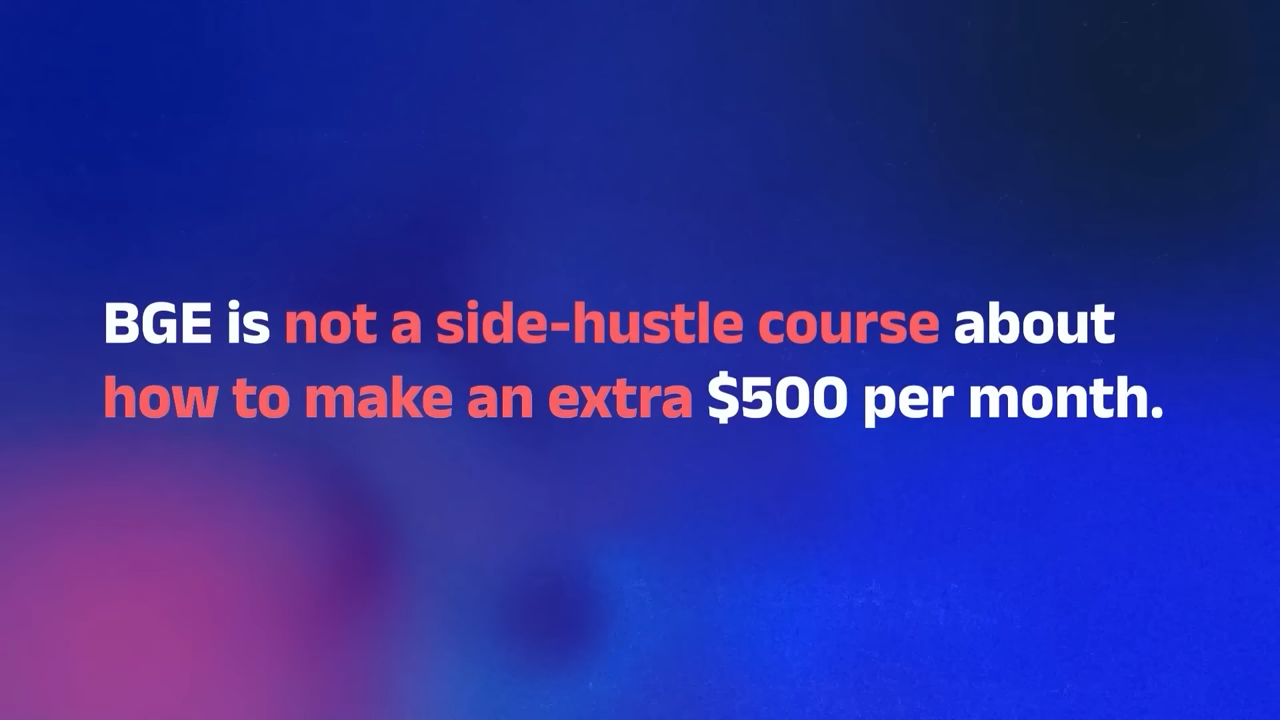 BGE is not a side-hustle course about
how to make an extra $500 per month.